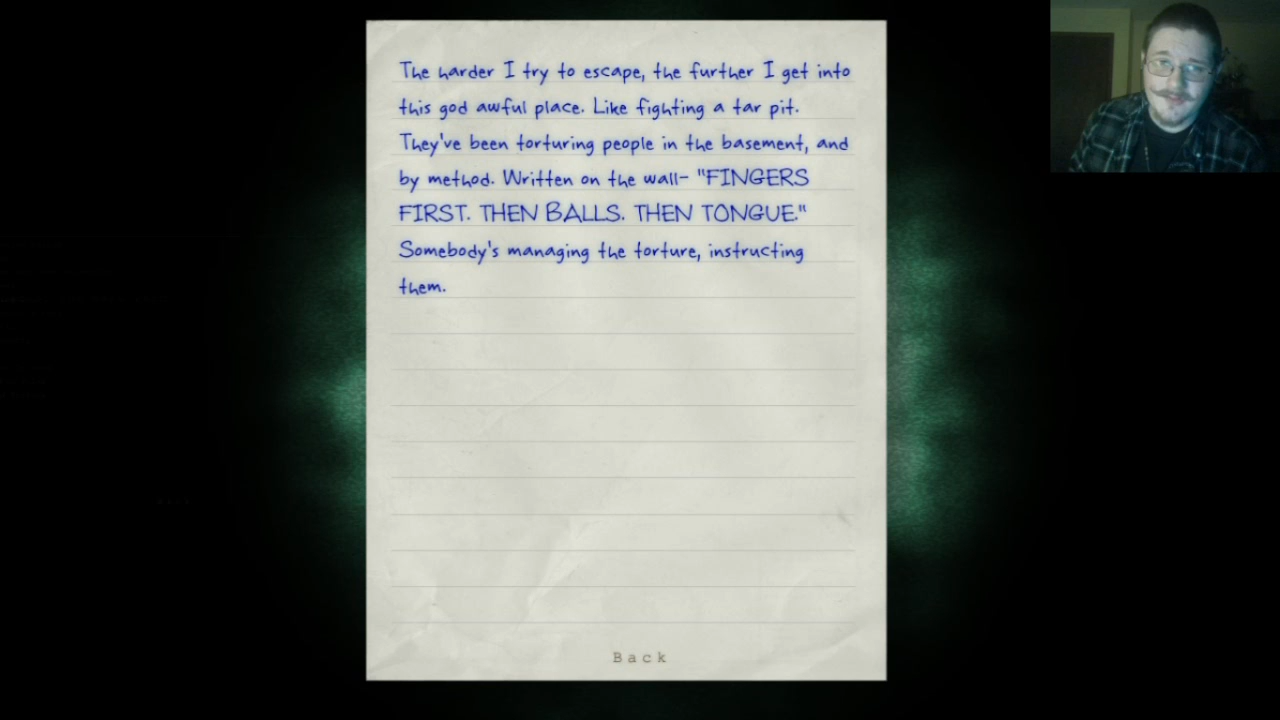 The harder I try to escape, the further I get into
this god awful place. Like fighting a tar pit.
They've been torturing people in the basement, and
by method. Written on the wall- "FINGERS
FIRST. THEN BALLS. THEN TONGUE."
Somebody's managing the torture, instructing
them.
Back